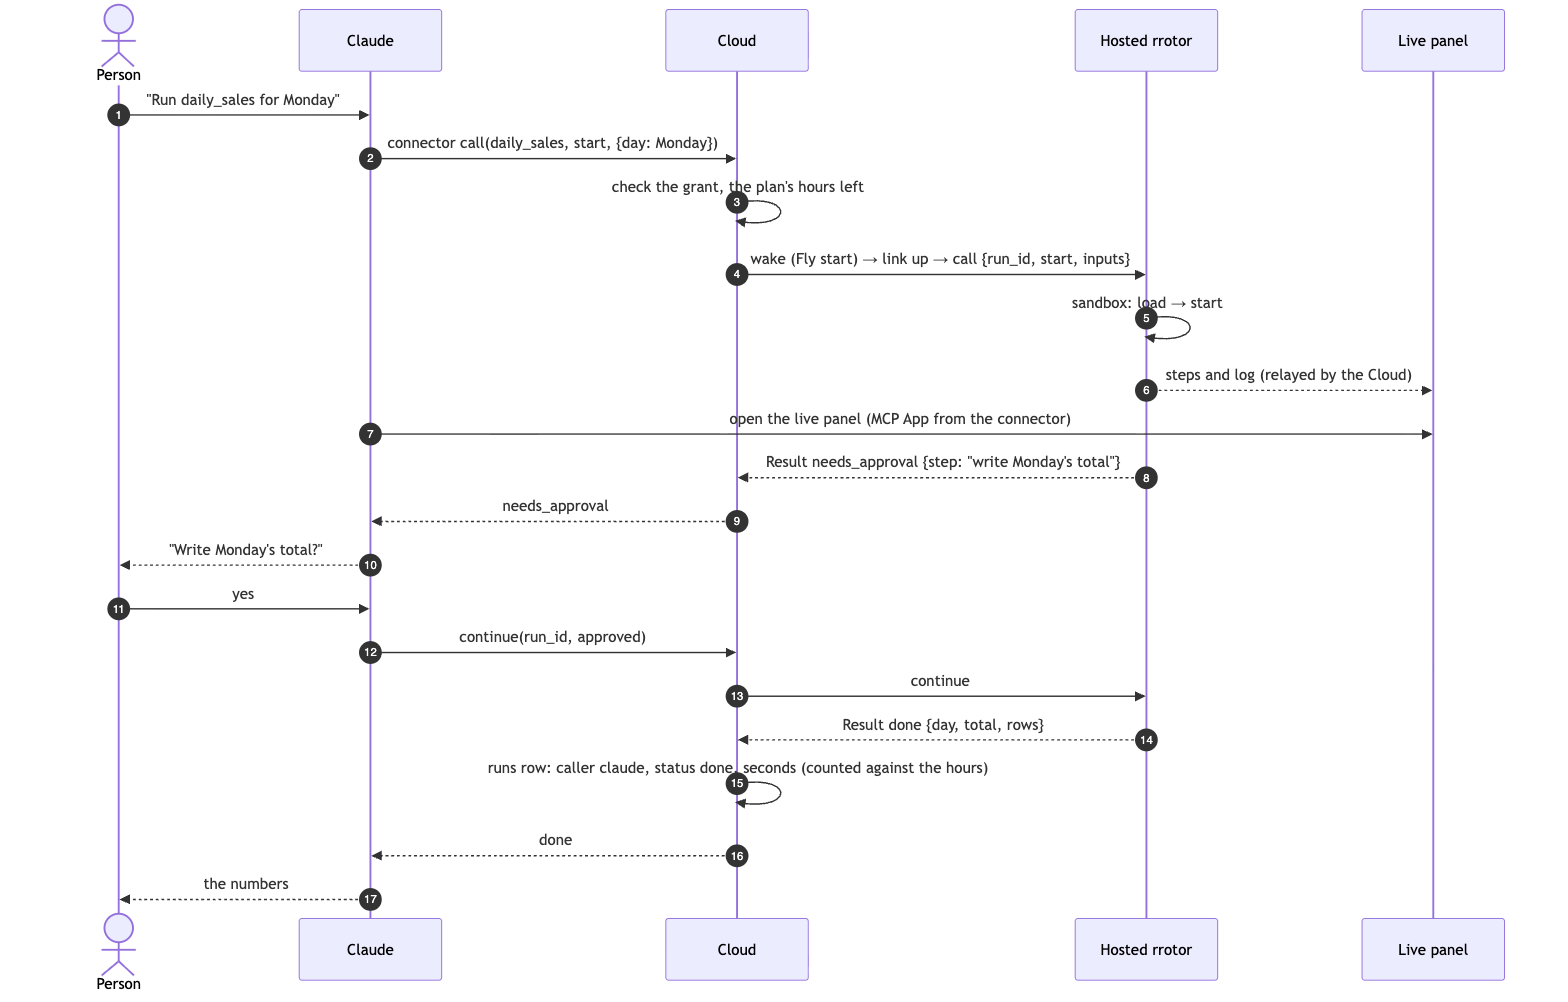 Person
Claude
Cloud
Hosted rrotor
Live panel
1 "Run daily_sales for Monday"
2 connector call(daily_sales, start, {day: Monday})
3 check the grant, the plan's hours left
4 wake (Fly start) → link up → call {run_id, start, inputs}
5 sandbox: load → start
6 steps and log (relayed by the Cloud)
7 open the live panel (MCP App from the connector)
8 Result needs_approval {step: "write Monday's total"}
9 needs_approval
10 "Write Monday's total?"
11 yes
12 continue(run_id, approved)
13 continue
14 Result done {day, total, rows}
15 runs row: caller claude, status done, seconds (counted against the hours)
16 done
17 the numbers
Person
Claude
Cloud
Hosted rrotor
Live panel